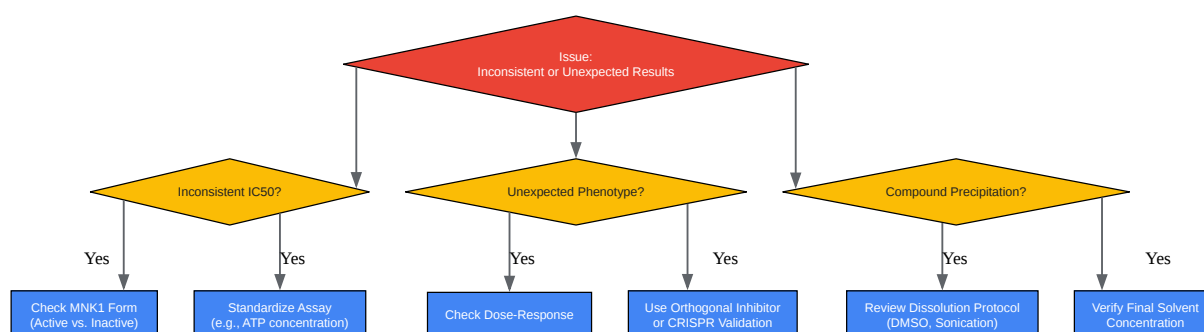 Issue:
Inconsistent or Unexpected Results
Inconsistent IC50?
Unexpected Phenotype?
Compound Precipitation?
Yes
Yes
Yes
Yes
Yes
Yes
Check MNK1 Form
(Active vs. Inactive)
Standardize Assay
(e.g., ATP concentration)
Check Dose-Response
Use Orthogonal Inhibitor
or CRISPR Validation
Review Dissolution Protocol
(DMSO, Sonication)
Verify Final Solvent
Concentration